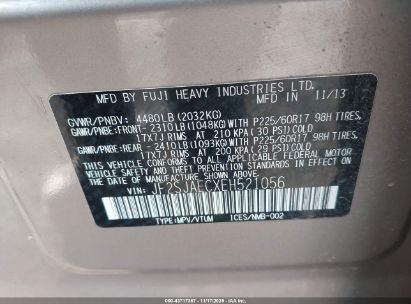 MFD BY FUJI HEAVY INDUSTRIES LTD.
MFD IN 11/13
GVWR/PNBV: 4480LB (2032KG)
GAWR/PNBE: FRONT- 2310LB (1048KG) WITH P225/60R17 98H TIRES,
17X7J RIMS AT 210 KPA (30 PSI) COLD
GAWR/PNBE: REAR -2410LB (1093KG) WITH P225/60R17 98H TIRES,
17X7J RIMS AT 200 KPA (29 PSI) COLD
THIS VEHICLE CONFORMS TO ALL APPLICABLE
FEDERAL MOTOR VEHICLE SAFETY STANDARDS
IN EFFECT ON THE DATE OF MANUFACTURE
SHOWN ABOVE.
JF2SJAECXEH521056
TYPE:MPV/VTUM ICES/NMB-002